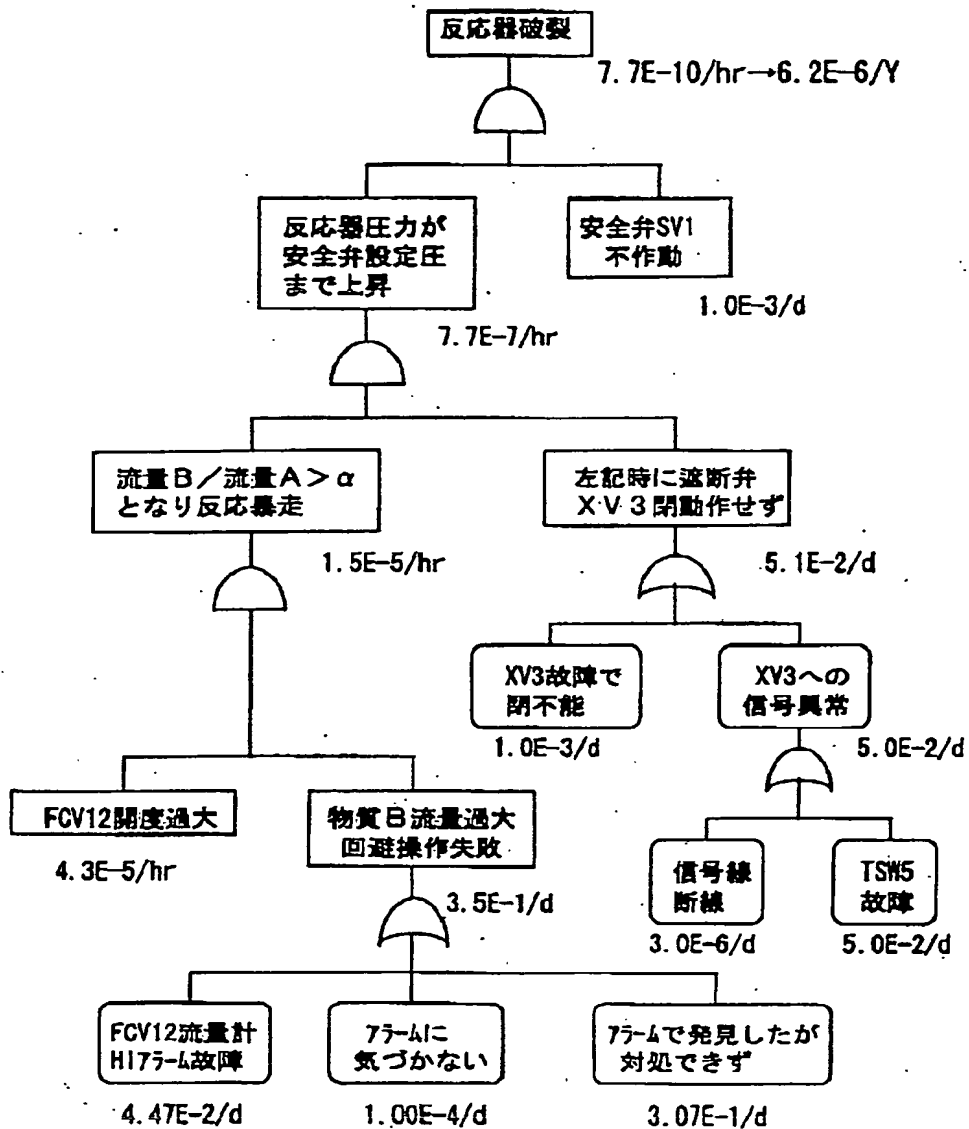 反応器破裂
7.7E-10/hr→6.2E-6/Y
反応器圧力が
安全弁設定圧
まで上昇
安全弁SV1
不作動
1.0E-3/d
7.7E-7/hr
流量B/流量A>α
となり反応暴走
左記時に遮断弁
XV3閉動作せず
1.5E-5/hr
5.1E-2/d
XV3故障で
閉不能
XV3への
信号異常
1.0E-3/d
5.0E-2/d
FCV12開度過大
物質B流量過大
回避操作失敗
4.3E-5/hr
3.5E-1/d
信号線
断線
TSW5
故障
3.0E-6/d
5.0E-2/d
FCV12流量計
HIアラーム故障
アラームに
気づかない
アラームで発見したが
対処できず
4.47E-2/d
1.00E-4/d
3.07E-1/d